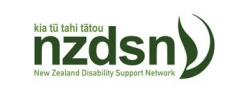 kia tū tahi tātou
nzdsn
New Zealand Disability Support Network